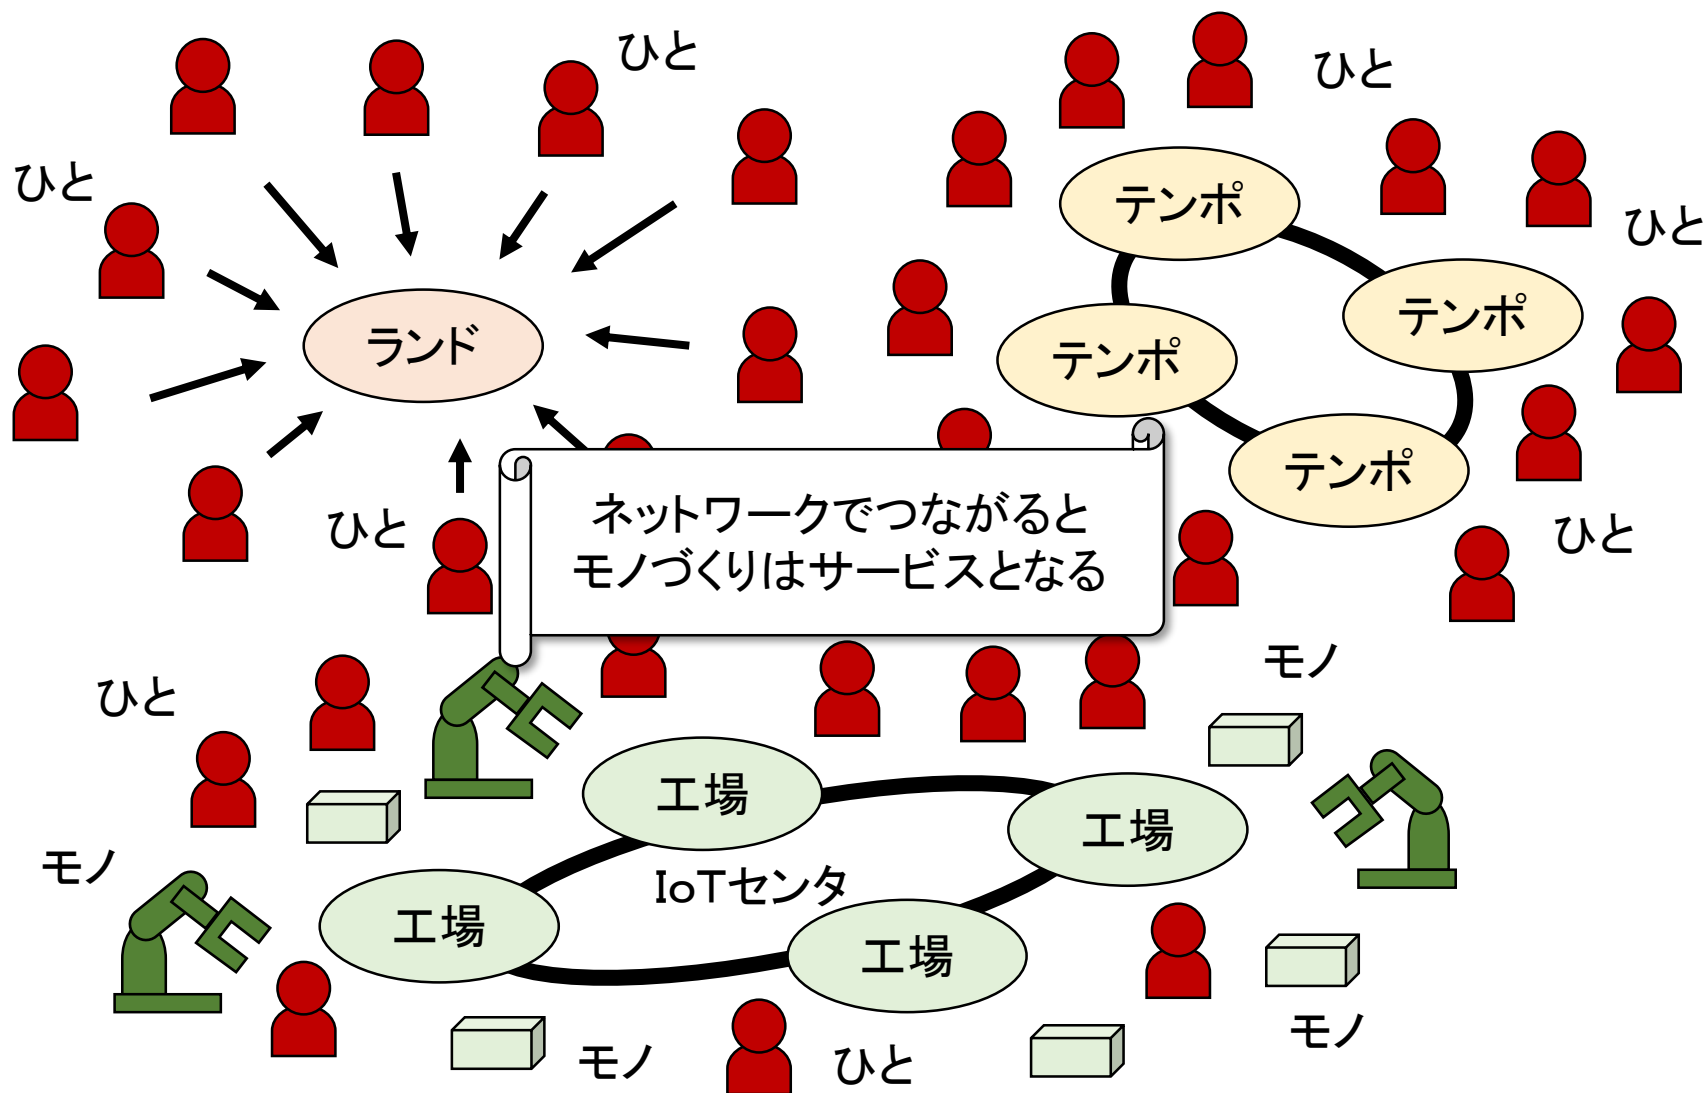 ひと
ひと
ひと
ひと
テンポ
テンポ
テンポ
テンポ
ランド
ネットワークでつながると
モノづくりはサービスとなる
ひと
ひと
ひと
モノ
工場
工場
工場
工場
IoTセンタ
モノ
モノ
モノ
ひと